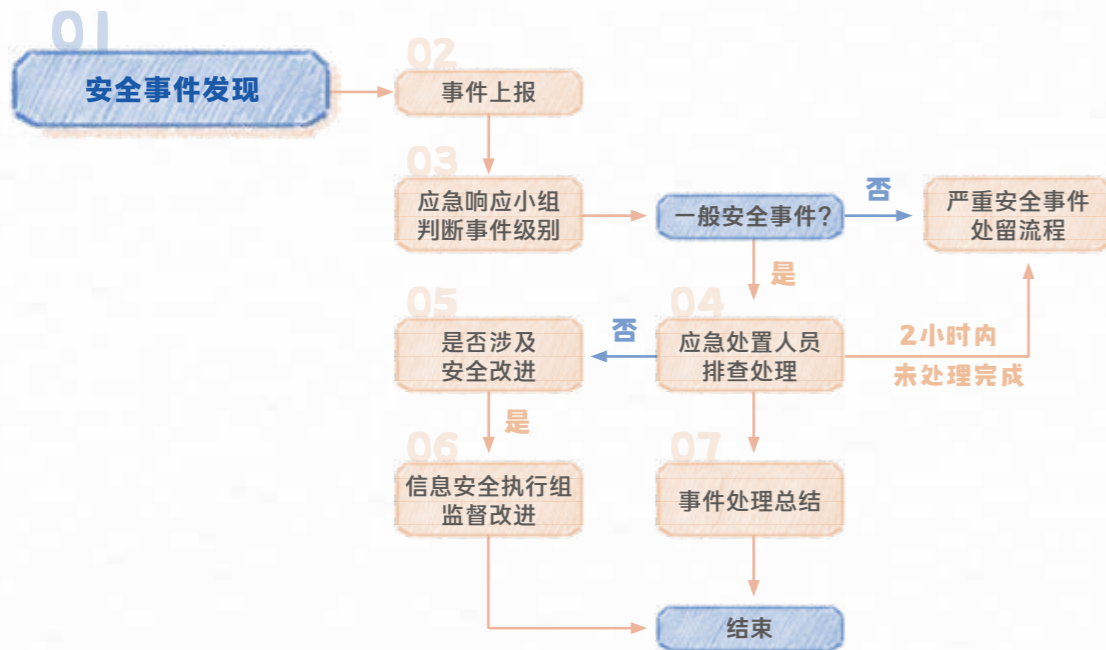 01
安全事件发现
02
事件上报
03
应急响应小组
判断事件级别
一般安全事件?
否
严重安全事件
处留流程
是
04
应急处置人员
排查处理
2小时内
未处理完成
否
05
是否涉及
安全改进
是
06
信息安全执行组
监督改进
07
事件处理总结
结束